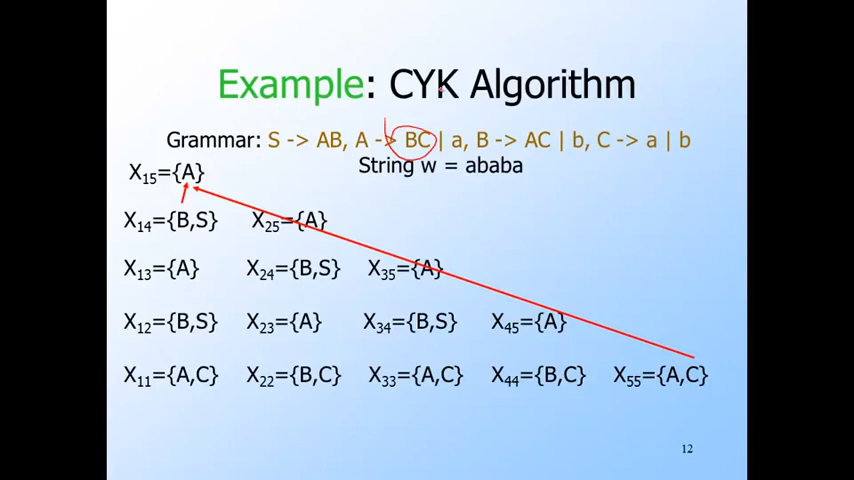 Example: CYK Algorithm
Grammar: S -> AB, A -> BC | a, B -> AC | b, C -> a | b
String w = ababa
X15={A}
X14={B,S} X25={A}
X13={A} X24={B,S} X35={A}
X12={B,S} X23={A} X34={B,S} X45={A}
X11={A,C} X22={B,C} X33={A,C} X44={B,C} X55={A,C}
12